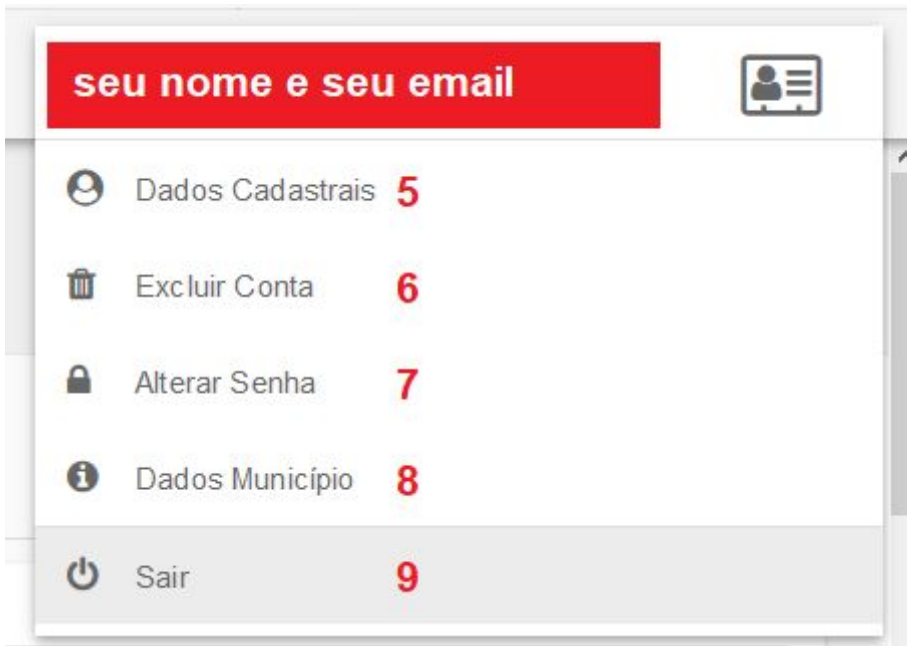 seu nome e seu email
Dados Cadastrais 5
Excluir Conta 6
Alterar Senha 7
Dados Município 8
Sair 9